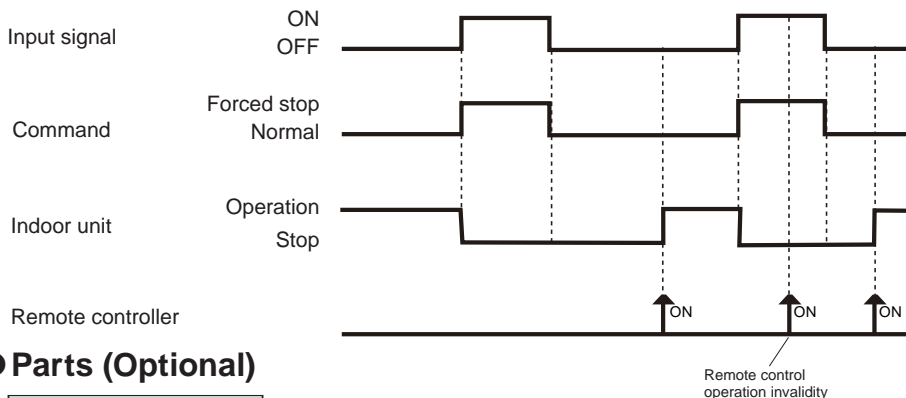 Input signal
ON
OFF
Command
Forced stop
Normal
Indoor unit
Operation
Stop
Remote controller
ON
ON
ON
Remote control
operation invalidity
Parts (Optional)